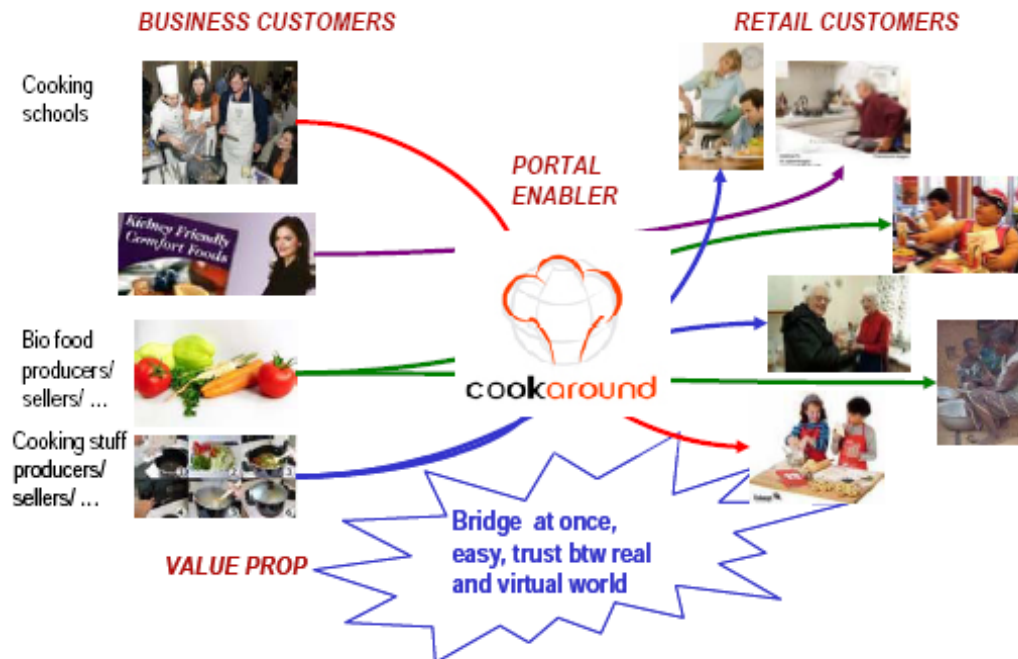 BUSINESS CUSTOMERS
RETAIL CUSTOMERS
Cooking
schools
PORTAL
ENABLER
Kidney Friendly
Comfort Foods
cookaround
Bio food
producers/
sellers/ ...
Cooking stuff
producers/
sellers/ ...
VALUE PROP
Bridge at once,
easy, trust btw real
and virtual world